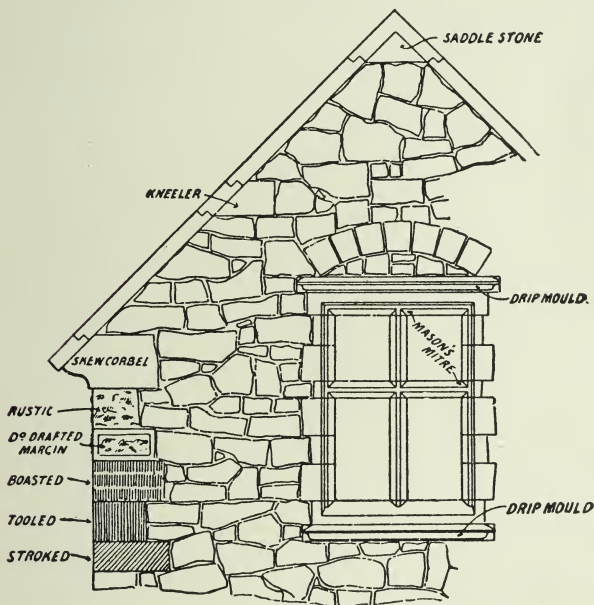 SADDLE STONE
KNEELER
DRIP MOULD.
MASON'S
MITRE
SKEW CORBEL
RUSTIC
Dº DRAFTED
MARGIN
BOASTED
TOOLED
DRIP MOULD
STROKED